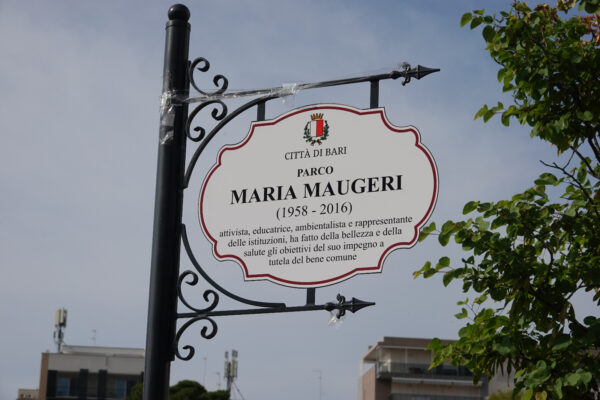 CITTÀ DI BARI
PARCO
MARIA MAUGERI
(1958 - 2016)
attivista, educatrice, ambientalista e rappresentante
delle istituzioni, ha fatto della bellezza e della
salute gli obiettivi del suo impegno a
tutela del bene comune